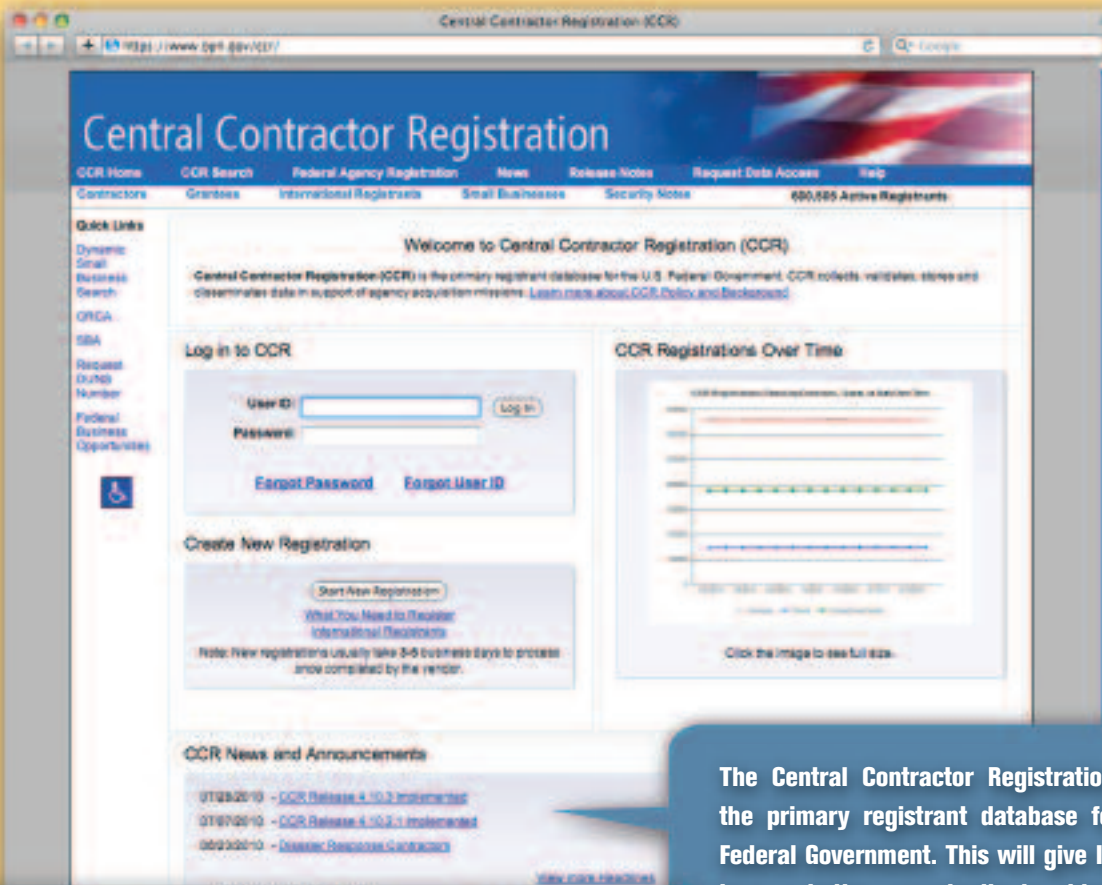 Central Contractor Registration (CCR)
Google
Central Contractor Registration
CCR Home CCR Search Federal Agency Registration News Release Notes Request Data Access Help
Contractors Grantees International Registrants Small Businesses Security Notes Active Registrants
Quick Links
Dynamic
Small
Business
Search
ORCA
SBA
Request
DUNS
Number
Federal
Business
Opportunities
Welcome to Central Contractor Registration (CCR)
Central Contractor Registration (CCR) is the primary registrant database for the U.S. Federal Government. CCR collects, validates, stores and
disseminates data in support of agency acquisition missions. Learn more about CCR Policy and Background
Log in to CCR
User ID:
Log In
Password:
Forgot Password Forgot User ID
CCR Registrations Over Time
Click the image to see full size.
Create New Registration
Start New Registration
What You Need to Register
International Registrants
Note: New registrations usually take 3-5 business days to process
once completed by the vendor.
CCR News and Announcements
- CCR Release 4.10.3 Implemented
- CCR Release 4.10.2.1 Implemented
- Disaster Response Contractors
View more Headlines
The Central Contractor Registratio
the primary registrant database f
Federal Government. This will give